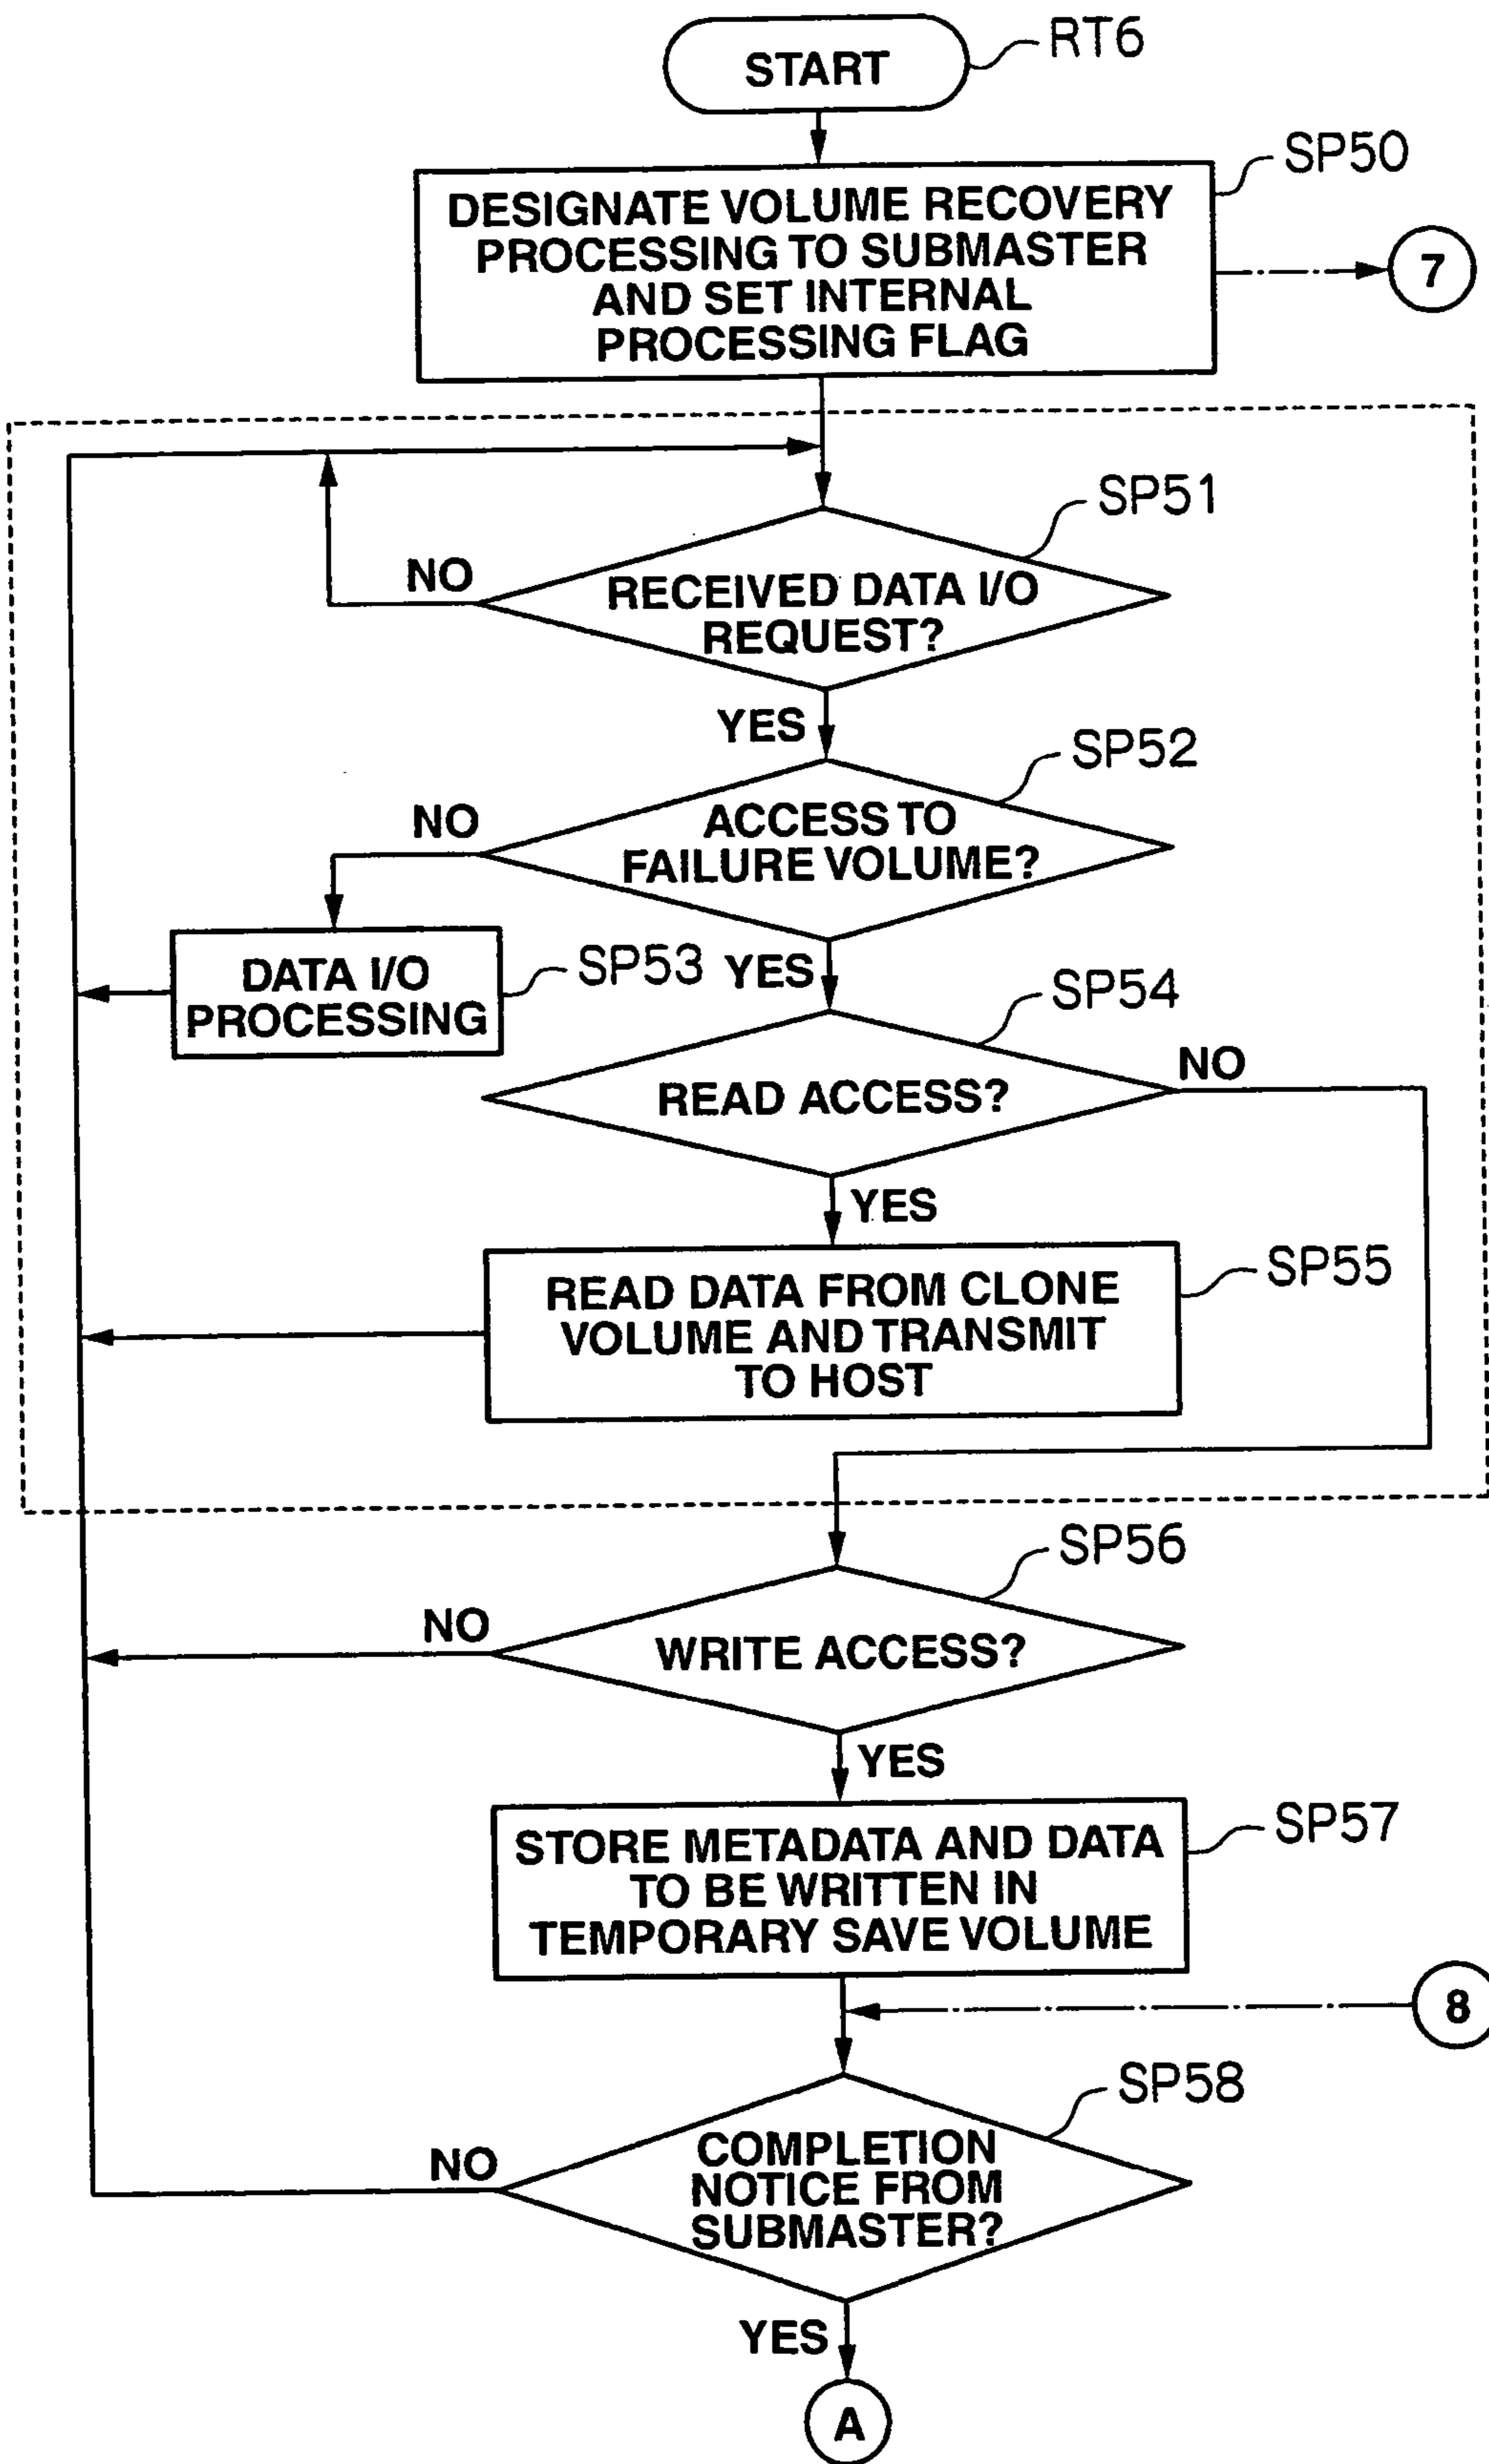 START
RT6
SP50
DESIGNATE VOLUME RECOVERY
PROCESSING TO SUBMASTER
AND SET INTERNAL
PROCESSING FLAG
7
SP51
NO
RECEIVED DATA I/O
REQUEST?
YES
SP52
NO
ACCESS TO
FAILURE VOLUME?
DATA I/O
PROCESSING
SP53
YES
SP54
NO
READ ACCESS?
YES
SP55
READ DATA FROM CLONE
VOLUME AND TRANSMIT
TO HOST
SP56
NO
WRITE ACCESS?
YES
SP57
STORE METADATA AND DATA
TO BE WRITTEN IN
TEMPORARY SAVE VOLUME
8
SP58
NO
COMPLETION
NOTICE FROM
SUBMASTER?
YES
A